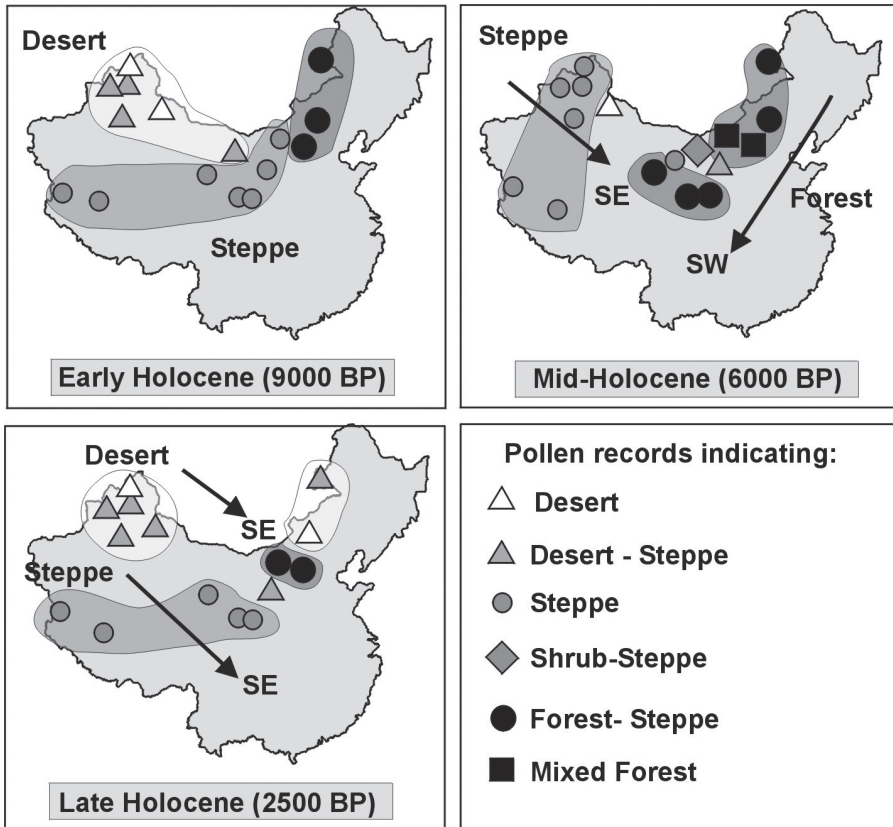 Desert
Steppe
Early Holocene (9000 BP)
Steppe
SE
Forest
SW
Mid-Holocene (6000 BP)
Desert
SE
Steppe
SE
Late Holocene (2500 BP)
Pollen records indicating:
Desert
Desert - Steppe
Steppe
Shrub-Steppe
Forest- Steppe
Mixed Forest